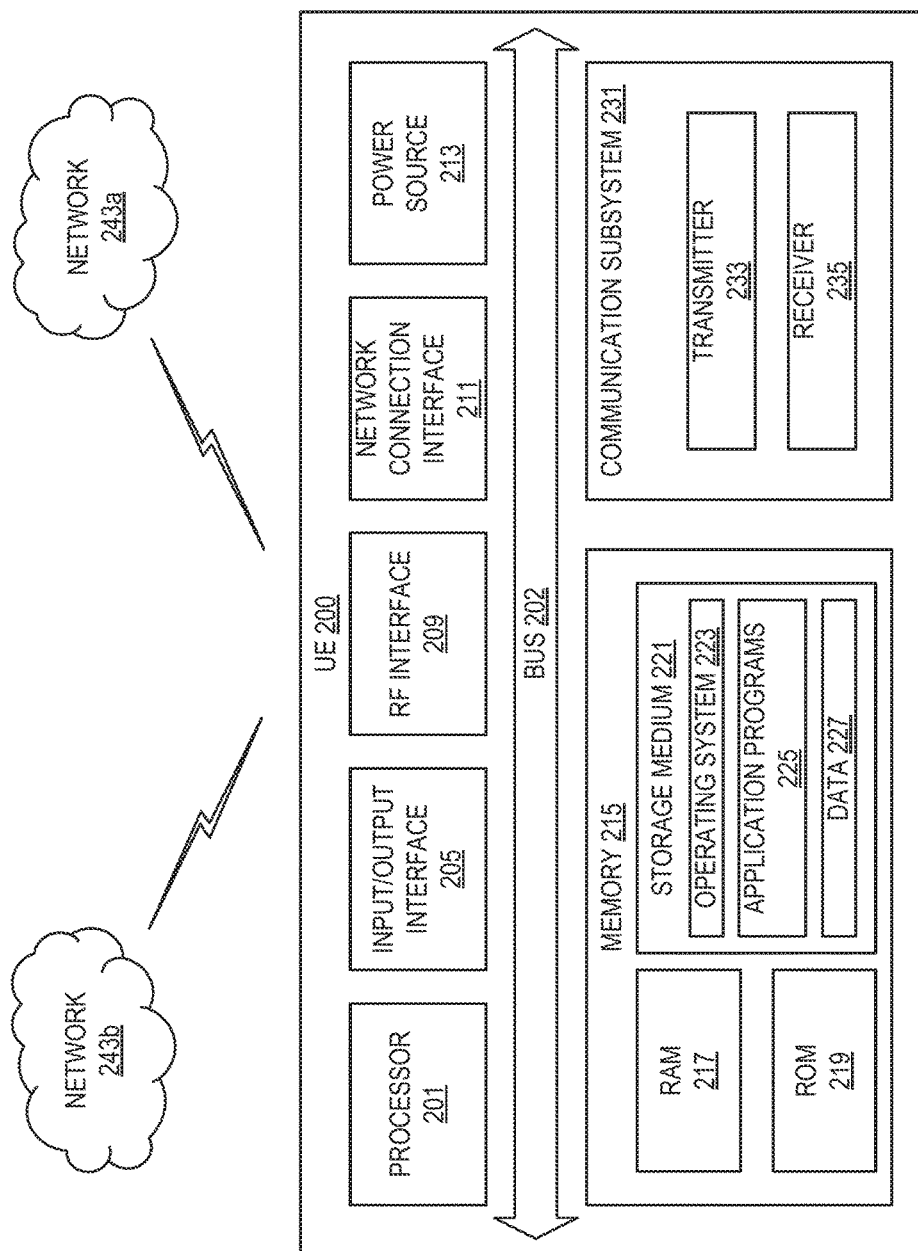 NETWORK
243b
NETWORK
243a
UE 200
PROCESSOR
201
INPUT/OUTPUT
INTERFACE
205
RF INTERFACE
209
NETWORK
CONNECTION
INTERFACE
211
POWER
SOURCE
213
BUS 202
MEMORY 215
RAM
217
ROM
219
STORAGE MEDIUM 221
OPERATING SYSTEM 223
APPLICATION PROGRAMS
225
DATA 227
COMMUNICATION SUBSYSTEM 231
TRANSMITTER
233
RECEIVER
235